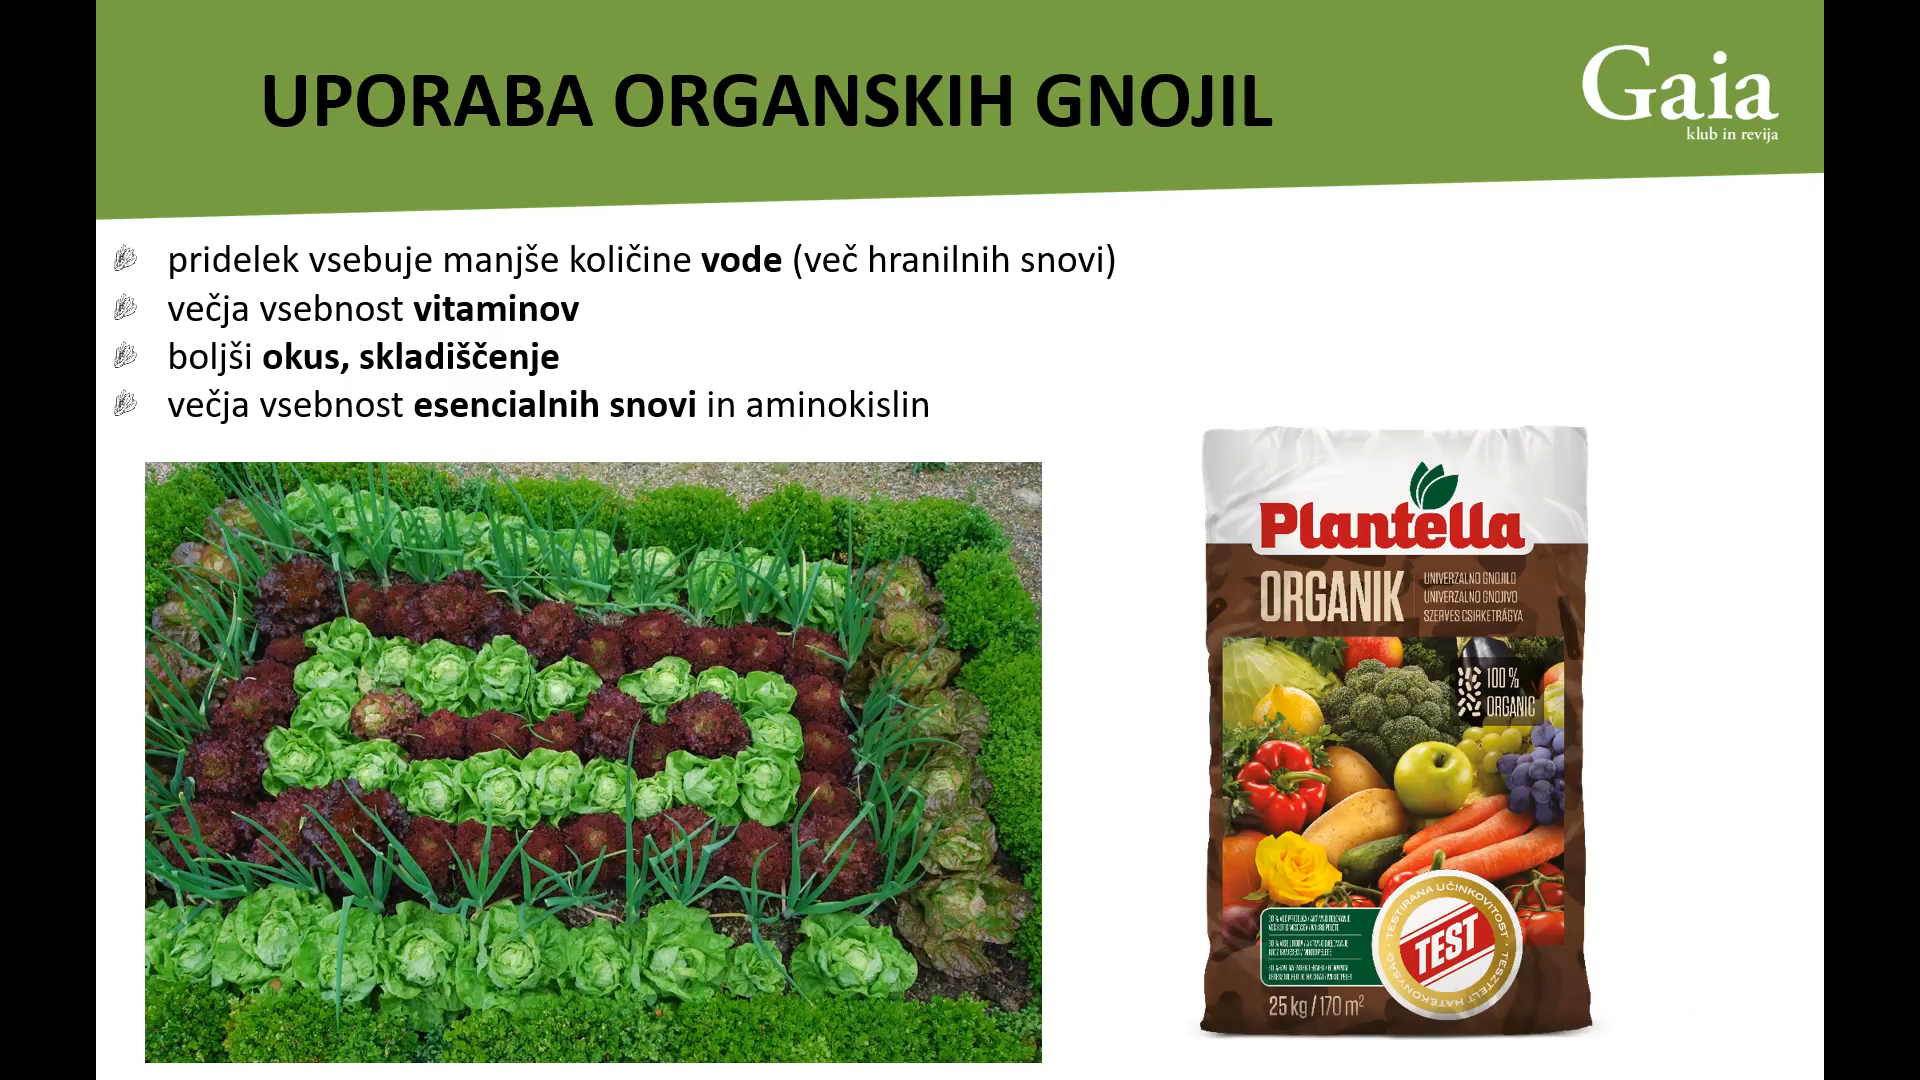 UPORABA ORGANSKIH GNOJIL
Gaia
klub in revija
pridelek vsebuje manjše količine vode (več hranilnih snovi)
večja vsebnost vitaminov
boljši okus, skladiščenje
večja vsebnost esencialnih snovi in aminokislin
Plantella
ORGANIK
UNIVERZALNO GNOJILO
UNIVERZALNO GNOJIVO
SZERVES CSIRKETRÁGYA
100 %
ORGANIC
TESTIRANA UČINKOVITOST
TEST
TESZTELT HATÉKONYSÁG
25 kg / 170 m²